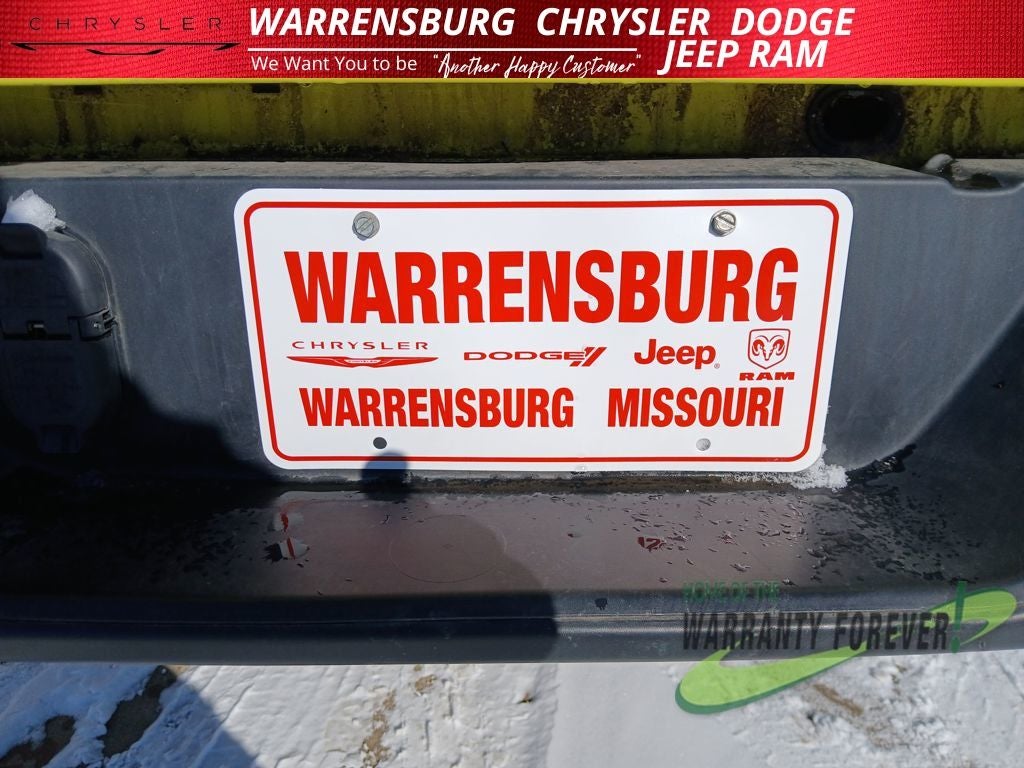 CHRYSLER
WARRENSBURG CHRYSLER DODGE
JEEP RAM
We Want You to be "Another Happy Customer"
WARRENSBURG
CHRYSLER DODGE Jeep RAM
WARRENSBURG MISSOURI
HOME OF THE
WARRANTY FOREVER!